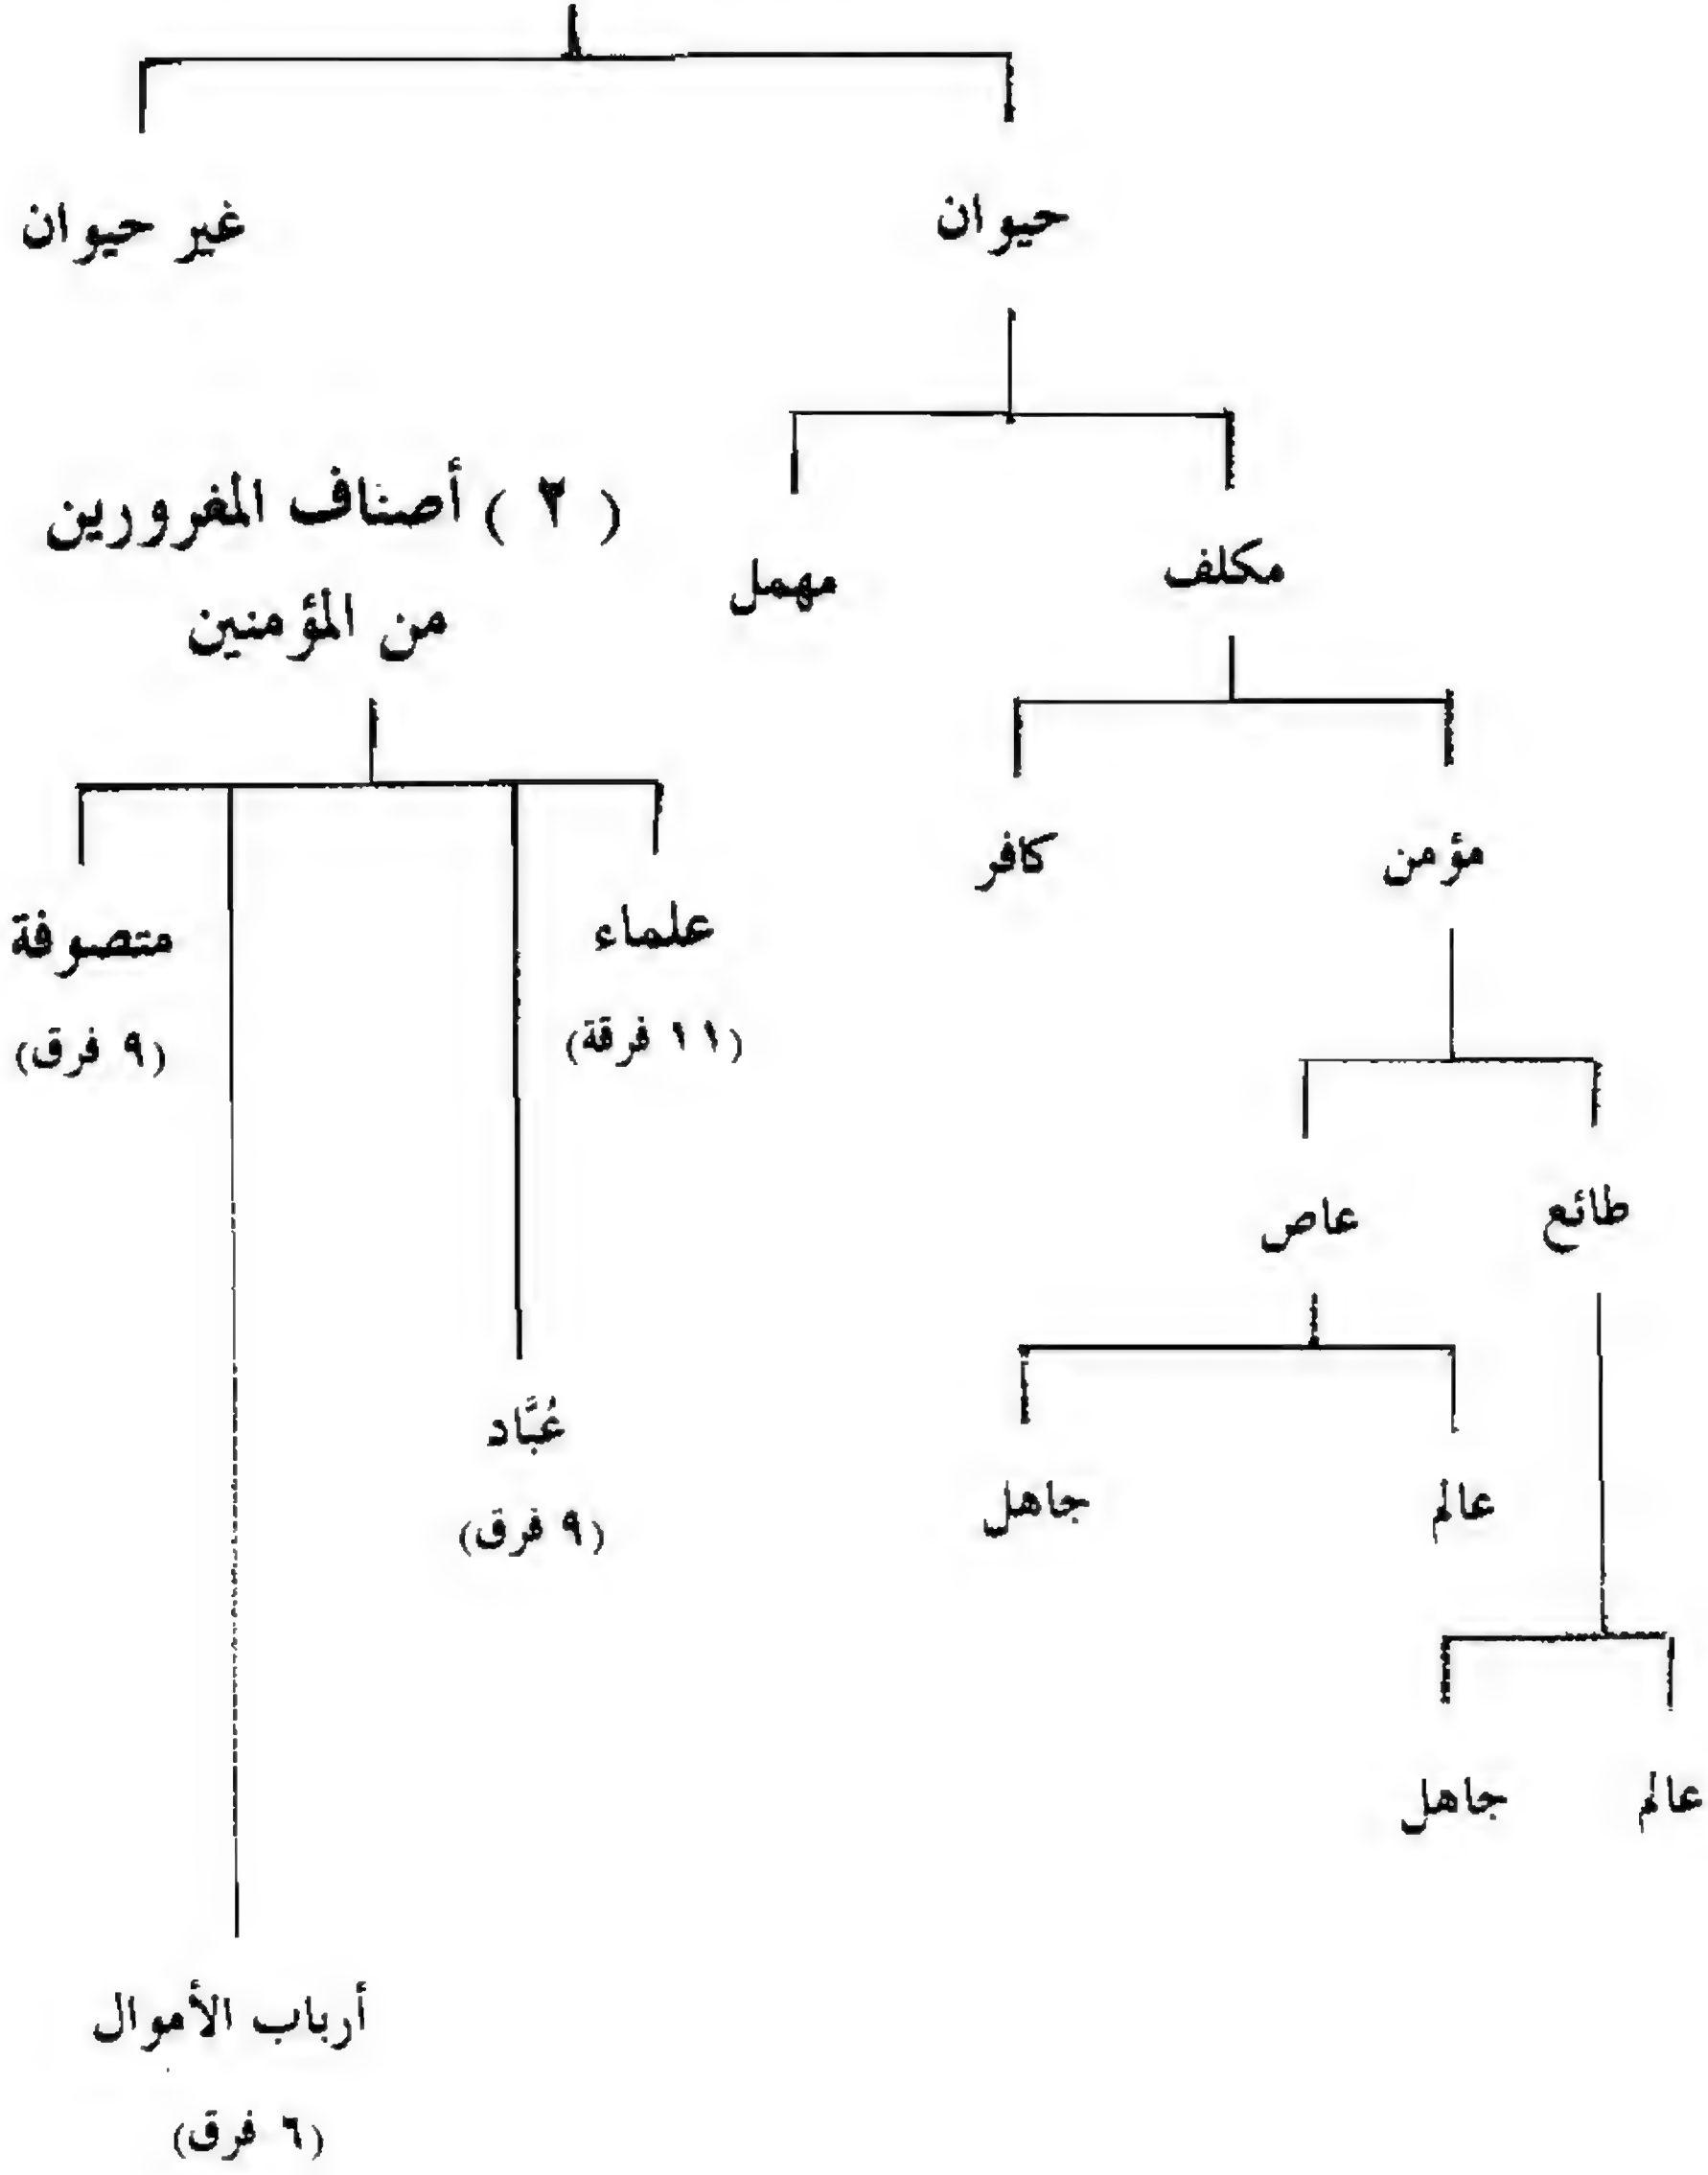 حيوان
غير حيوان
مكلف
مهمل
مؤمن
كافر
طائع
عاص
عالم
جاهل
عالم
جاهل
( ٢ ) أصناف المغرورين
من المؤمنين
علماء
(١١ فرقة)
عُبَّاد
(٩ فرق)
أرباب الأموال
(٦ فرق)
متصوفة
(٩ فرق)